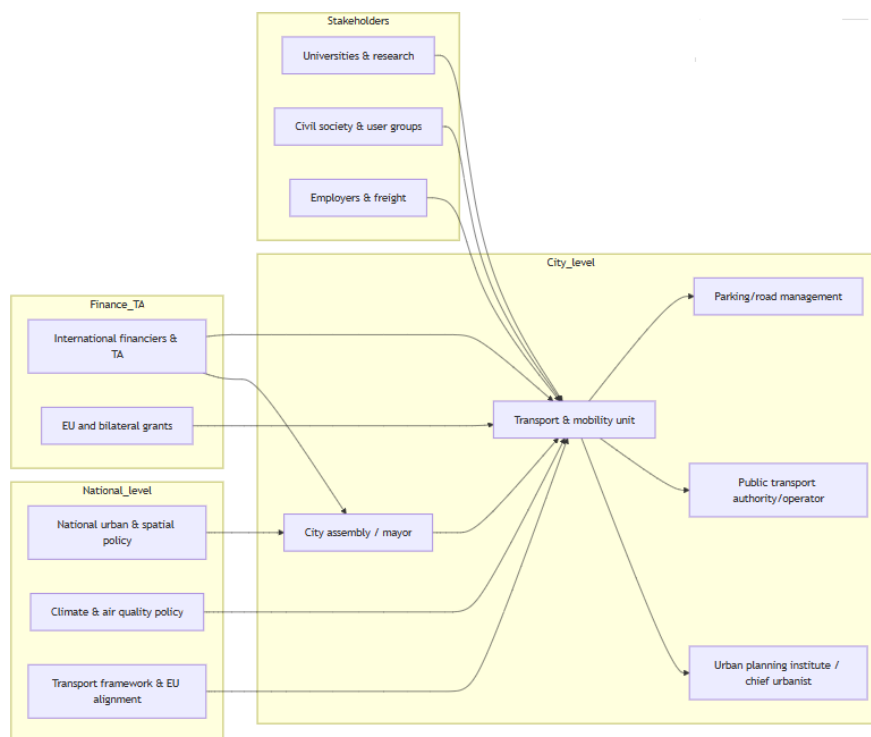 Stakeholders
Universities & research
Civil society & user groups
Employers & freight
City_level
Parking/road management
Finance_TA
International financiers &
TA
Transport & mobility unit
EU and bilateral grants
Public transport
authority/operator
National_level
National urban & spatial
policy
City assembly / mayor
Climate & air quality policy
Urban planning institute /
chief urbanist
Transport framework & EU
alignment